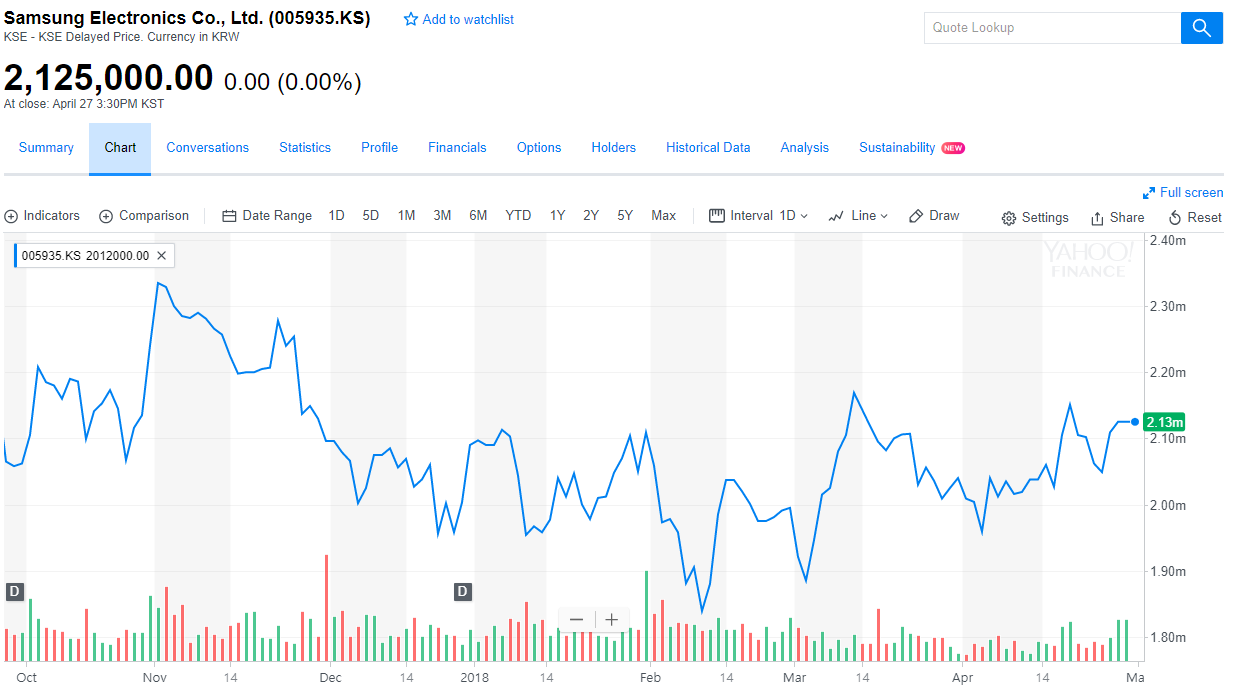 Samsung Electronics Co., Ltd. (005935.KS) Add to watchlist
KSE - KSE Delayed Price. Currency in KRW
Quote Lookup
2,125,000.00 0.00 (0.00%)
At close: April 27 3:30PM KST
Summary Chart Conversations Statistics Profile Financials Options Holders Historical Data Analysis Sustainability NEW
Full screen
Indicators Comparison Date Range 1D 5D 1M 3M 6M YTD 1Y 2Y 5Y Max Interval 1D Line Draw Settings Share Reset
005935.KS 2012000.00
YAHOO!
FINANCE
2.40m
2.30m
2.20m
2.13m
2.10m
2.00m
1.90m
1.80m
D D
Oct Nov 14 Dec 14 2018 14 Feb 14 Mar 14 Apr 14 Ma